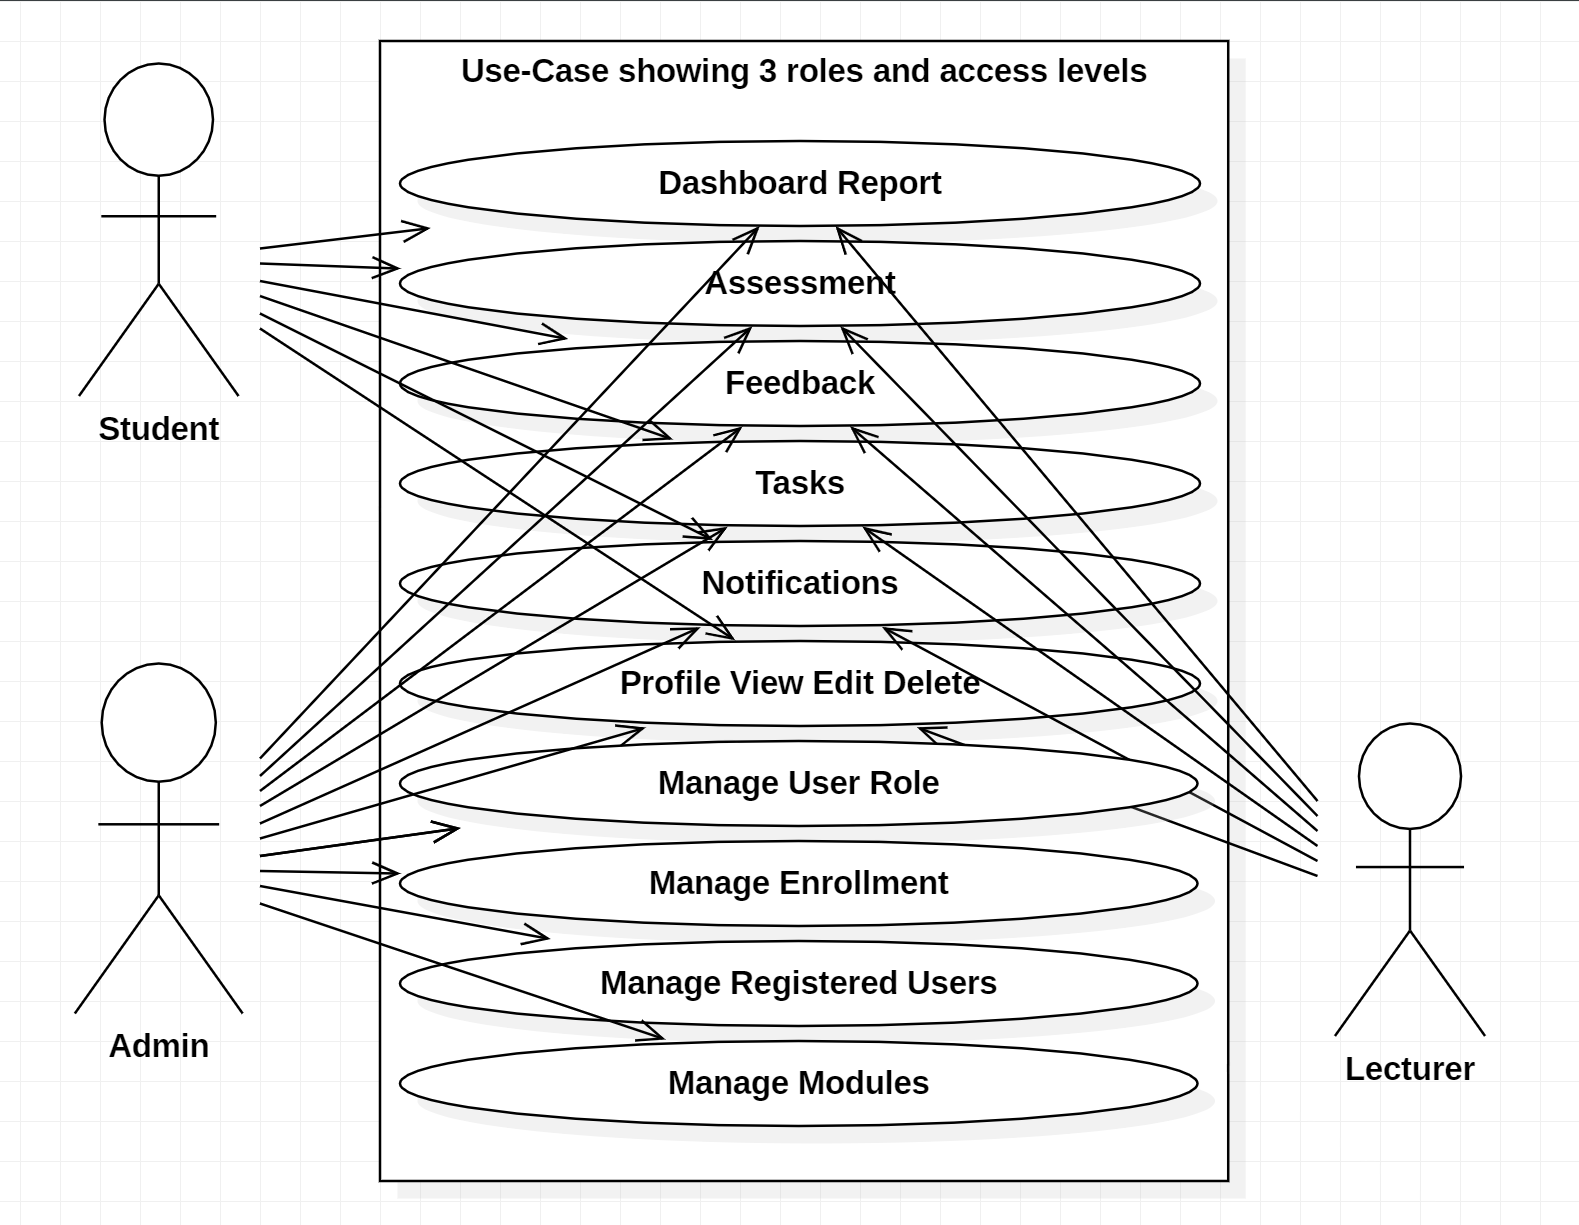 Use-Case showing 3 roles and access levels
Dashboard Report
Assessment
Feedback
Student
Tasks
Notifications
Profile View Edit Delete
Manage User Role
Manage Enrollment
Manage Registered Users
Admin
Lecturer
Manage Modules